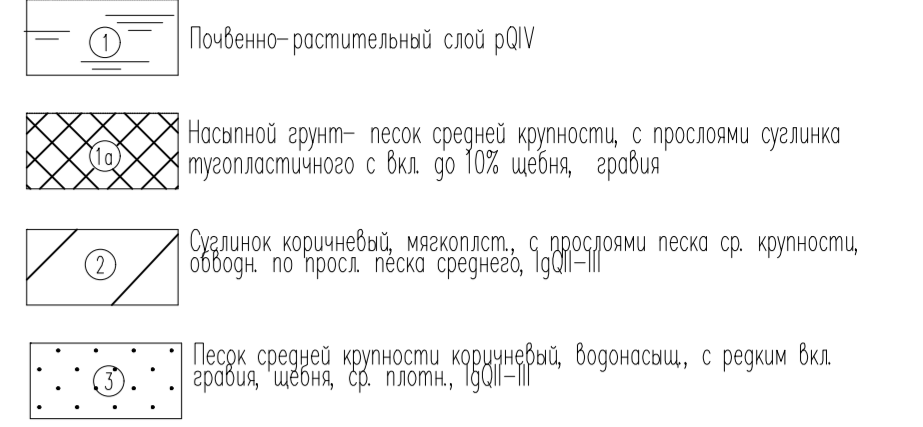 1 Почвенно-растительный слой pQIV
1а Насыпной грунт- песок средней крупности, с прослоями суглинка
тугопластичного с вкл. до 10% щебня, гравия
2 Суглинок коричневый, мягкоплст., с прослоями песка ср. крупности,
обводн. по просл. песка среднего, lgQII-III
3 Песок средней крупности коричневый, водонасыщ., с редким вкл.
гравия, щебня, ср. плотн., lgQII-III